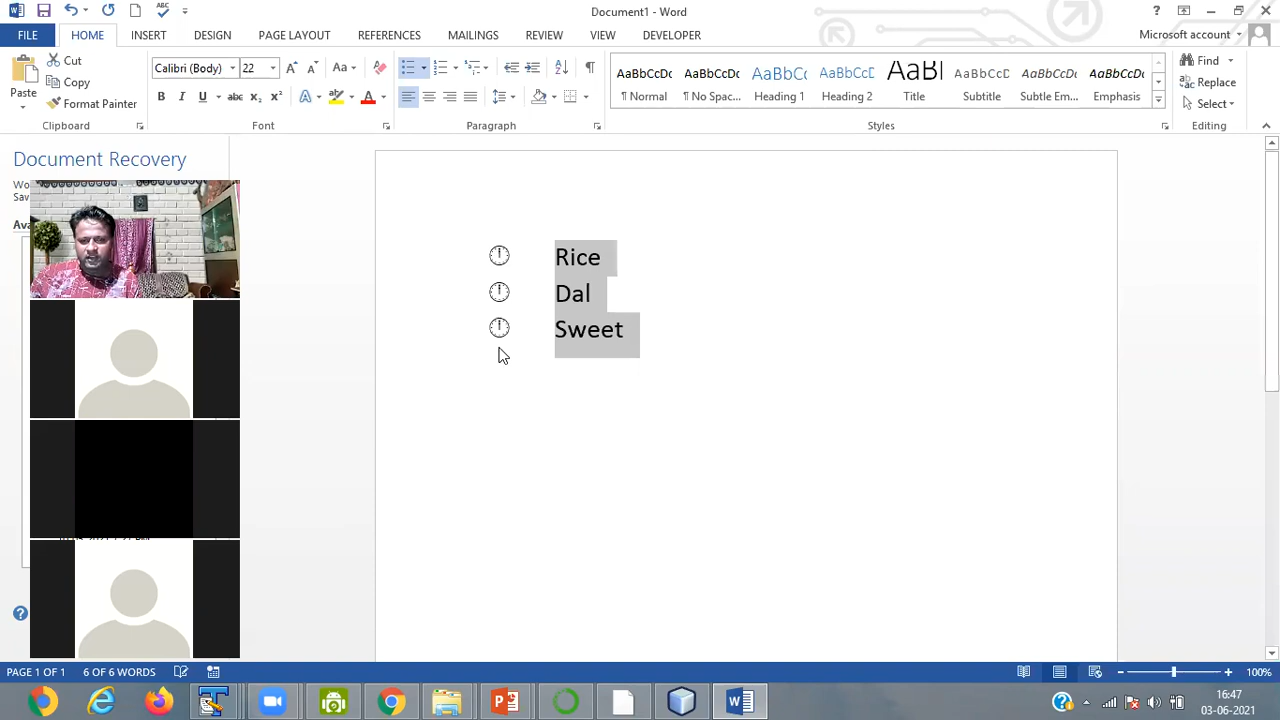 Document1 - Word
FILE HOME INSERT DESIGN PAGE LAYOUT REFERENCES MAILINGS REVIEW VIEW DEVELOPER Microsoft account
Cut
Copy
Format Painter
Paste
Clipboard
Calibri (Body) 22
Font
Paragraph
AaBbCcDc AaBbCcDc AaBbCc AaBbCcC AaBl AaBbCcC AaBbCcDc AaBbCcDc
¶ Normal ¶ No Spac... Heading 1 Heading 2 Title Subtitle Subtle Em... Emphasis
Styles
Find
Replace
Select
Editing
Document Recovery
Rice
Dal
Sweet
PAGE 1 OF 1 6 OF 6 WORDS 100%
16:47
03-06-2021